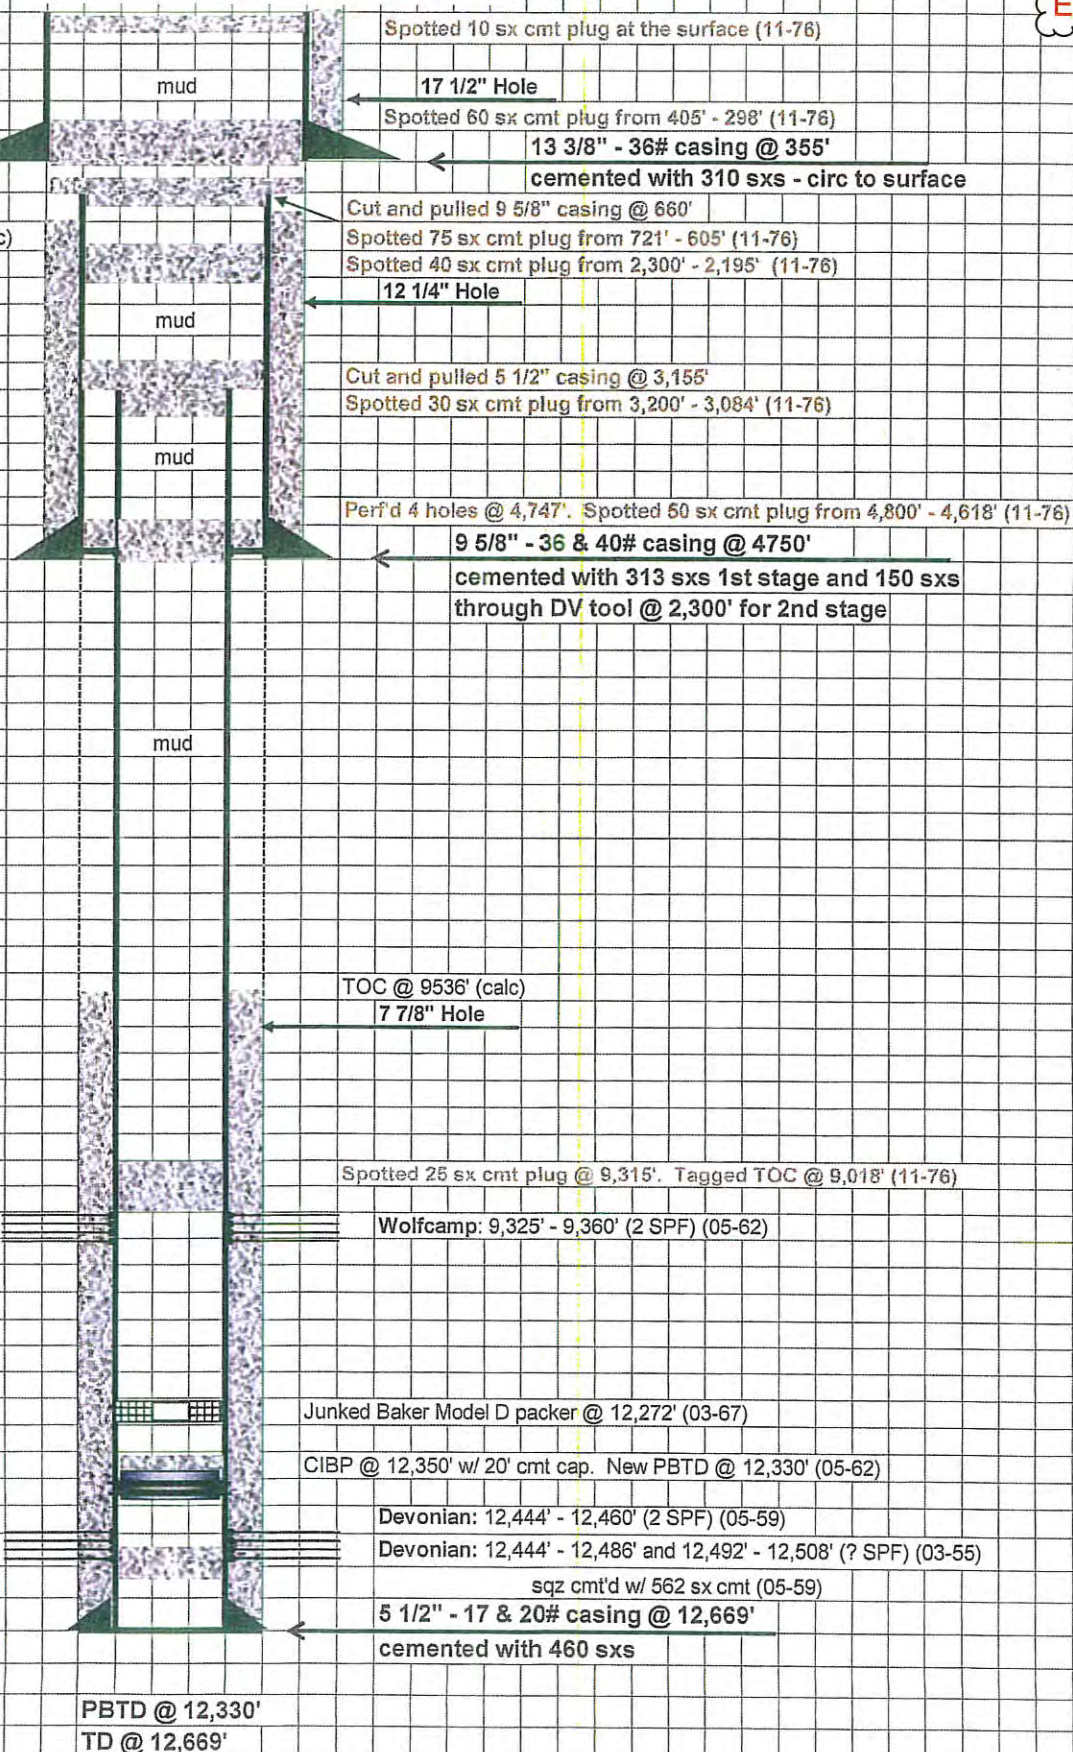 E
Spotted 10 sx cmt plug at the surface (11-76)
mud
17 1/2" Hole
Spotted 60 sx cmt plug from 405' - 298' (11-76)
13 3/8" - 36# casing @ 355'
cemented with 310 sxs - circ to surface
Cut and pulled 9 5/8" casing @ 660'
c)
Spotted 75 sx cmt plug from 721' - 605' (11-76)
Spotted 40 sx cmt plug from 2,300' - 2,195' (11-76)
12 1/4" Hole
mud
Cut and pulled 5 1/2" casing @ 3,155'
Spotted 30 sx cmt plug from 3,200' - 3,084' (11-76)
mud
Perf'd 4 holes @ 4,747'. Spotted 50 sx cmt plug from 4,800' - 4,618' (11-76)
9 5/8" - 36 & 40# casing @ 4750'
cemented with 313 sxs 1st stage and 150 sxs
through DV tool @ 2,300' for 2nd stage
mud
TOC @ 9536' (calc)
7 7/8" Hole
Spotted 25 sx cmt plug @ 9,315'. Tagged TOC @ 9,018' (11-76)
Wolfcamp: 9,325' - 9,360' (2 SPF) (05-62)
Junked Baker Model D packer @ 12,272' (03-67)
CIBP @ 12,350' w/ 20' cmt cap. New PBTD @ 12,330' (05-62)
Devonian: 12,444' - 12,460' (2 SPF) (05-59)
Devonian: 12,444' - 12,486' and 12,492' - 12,508' (? SPF) (03-55)
sqz cmt'd w/ 562 sx cmt (05-59)
5 1/2" - 17 & 20# casing @ 12,669'
cemented with 460 sxs
PBTD @ 12,330'
TD @ 12,669'